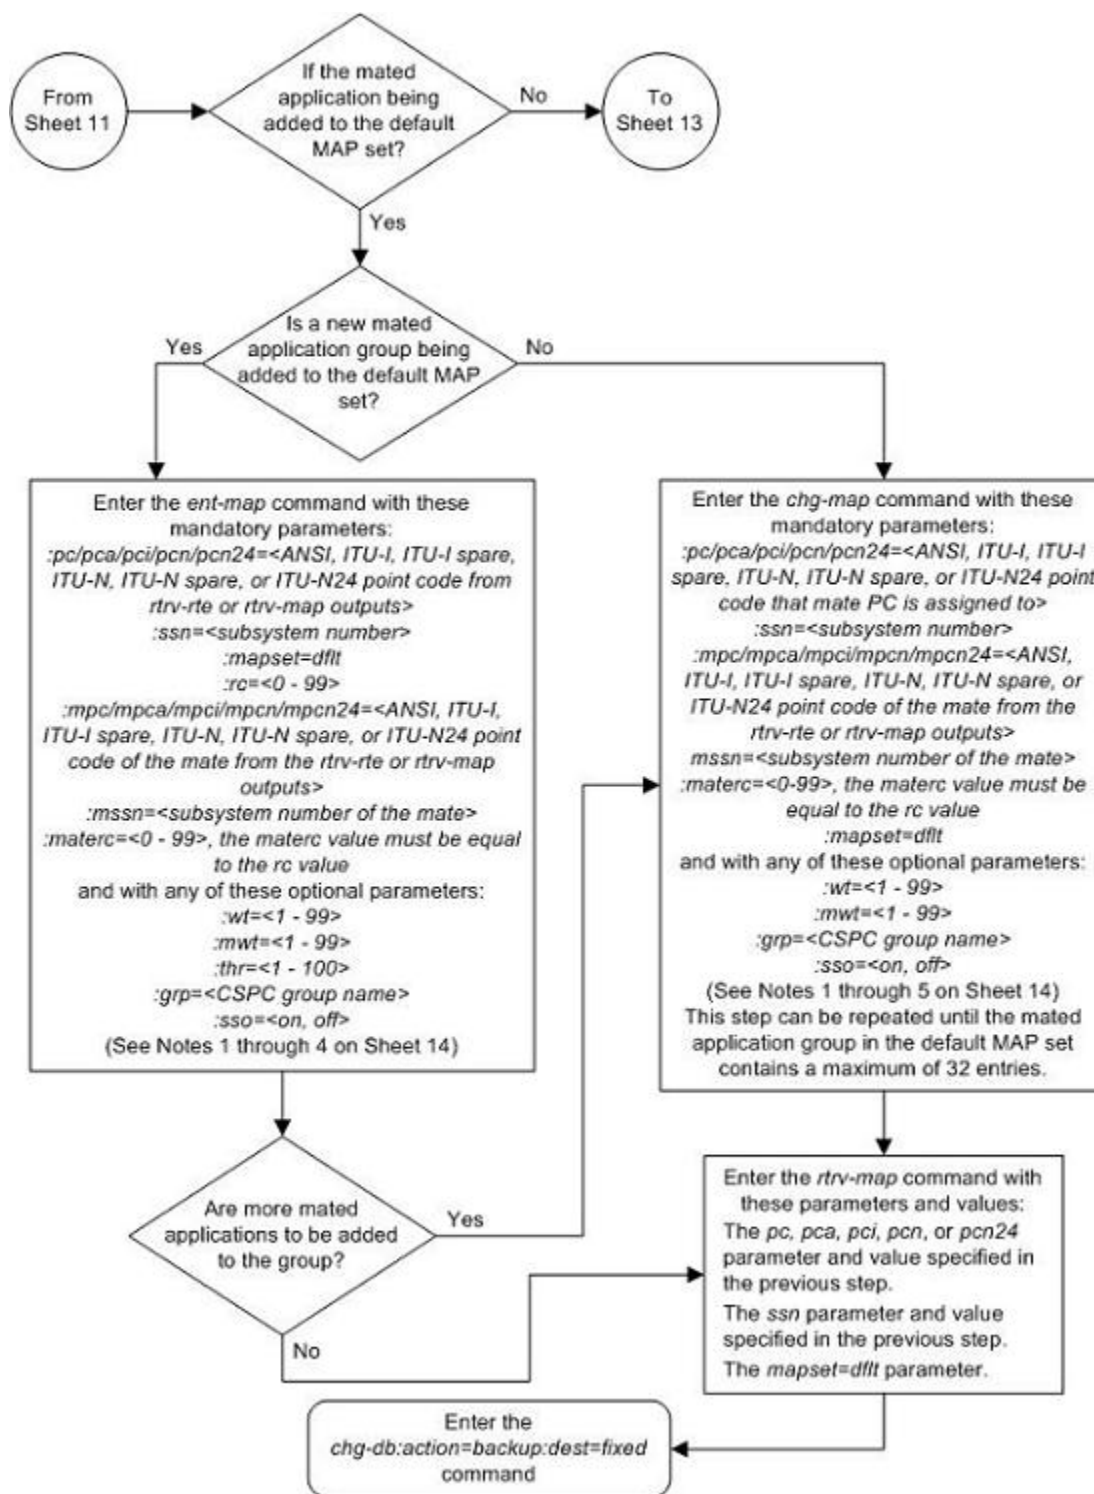 From
Sheet 11
If the mated
application being
added to the default
MAP set?
No
To
Sheet 13
Yes
Is a new mated
application group being
added to the default MAP
set?
Yes
No
Enter the ent-map command with these
mandatory parameters:
:pc/pca/pci/pcn/pcn24=<ANSI, ITU-I, ITU-I spare,
ITU-N, ITU-N spare, or ITU-N24 point code from
rtrv-rte or rtrv-map outputs>
:ssn=<subsystem number>
:mapset=dflt
:rc=<0 - 99>
:mpc/mpca/mpci/mpcn/mpcn24=<ANSI, ITU-I,
ITU-I spare, ITU-N, ITU-N spare, or ITU-N24 point
code of the mate from the rtrv-rte or rtrv-map
outputs>
:mssn=<subsystem number of the mate>
:materc=<0 - 99>, the materc value must be equal
to the rc value
and with any of these optional parameters:
:wt=<1 - 99>
:mwt=<1 - 99>
:thr=<1 - 100>
:grp=<CSPC group name>
:sso=<on, off>
(See Notes 1 through 4 on Sheet 14)
Enter the chg-map command with these
mandatory parameters:
:pc/pca/pci/pcn/pcn24=<ANSI, ITU-I, ITU-I
spare, ITU-N, ITU-N spare, or ITU-N24 point
code that mate PC is assigned to>
:ssn=<subsystem number>
:mpc/mpca/mpci/mpcn/mpcn24=<ANSI,
ITU-I, ITU-I spare, ITU-N, ITU-N spare, or
ITU-N24 point code of the mate from the
rtrv-rte or rtrv-map outputs>
mssn=<subsystem number of the mate>
:materc=<0-99>, the materc value must be
equal to the rc value
:mapset=dflt
and with any of these optional parameters:
:wt=<1 - 99>
:mwt=<1 - 99>
:grp=<CSPC group name>
:sso=<on, off>
(See Notes 1 through 5 on Sheet 14)
This step can be repeated until the mated
application group in the default MAP set
contains a maximum of 32 entries.
Are more mated
applications to be added
to the group?
Yes
No
Enter the rtrv-map command with
these parameters and values:
The pc, pca, pci, pcn, or pcn24
parameter and value specified in
the previous step.
The ssn parameter and value
specified in the previous step.
The mapset=dflt parameter.
Enter the
chg-db:action=backup:dest=fixed
command